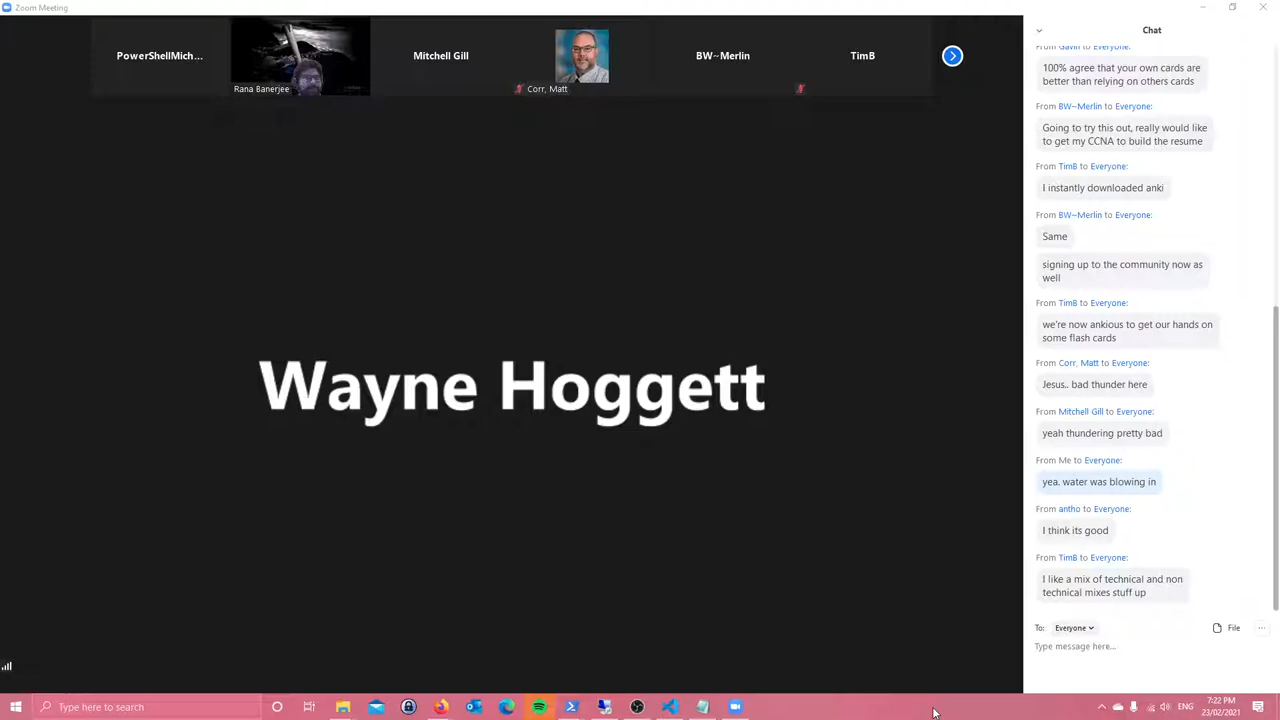 Zoom Meeting
PowerShellMich...
Rana Banerjee
Mitchell Gill
Corr, Matt
BW~Merlin
TimB
Wayne Hoggett
Chat
From Gavin to Everyone:
100% agree that your own cards are
better than relying on others cards
From BW~Merlin to Everyone:
Going to try this out, really would like
to get my CCNA to build the resume
From TimB to Everyone:
I instantly downloaded anki
From BW~Merlin to Everyone:
Same
signing up to the community now as
well
From TimB to Everyone:
we're now ankious to get our hands on
some flash cards
From Corr, Matt to Everyone:
Jesus.. bad thunder here
From Mitchell Gill to Everyone:
yeah thundering pretty bad
From Me to Everyone:
yea. water was blowing in
From antho to Everyone:
I think its good
From TimB to Everyone:
I like a mix of technical and non
technical mixes stuff up
To: Everyone
File
Type message here...
Type here to search
ENG
7:22 PM
23/02/2021